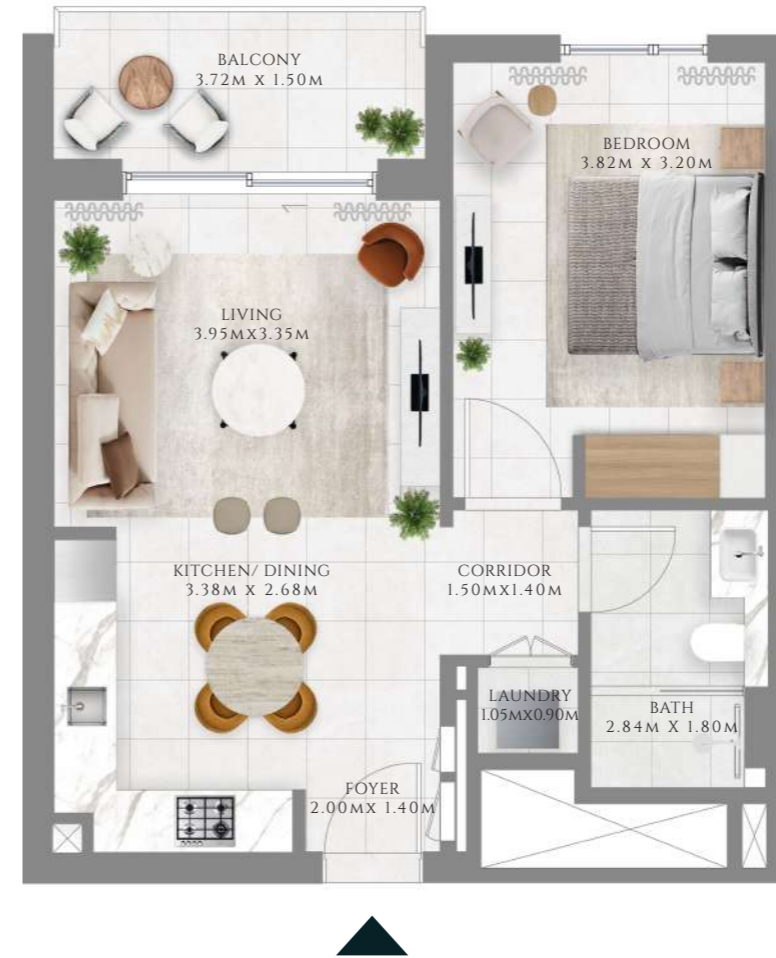 BALCONY
3.72M X 1.50M
BEDROOM
3.82M X 3.20M
LIVING
3.95MX3.35M
KITCHEN/ DINING
3.38M X 2.68M
CORRIDOR
1.50MX1.40M
LAUNDRY
1.05MX0.90M
BATH
2.84M X 1.80M
FOYER
2.00MX 1.40M